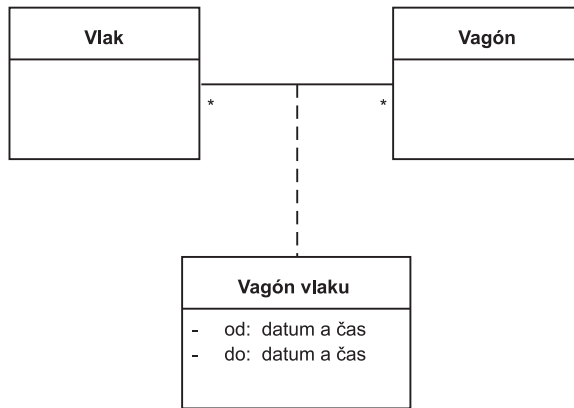 Vlak
Vagón
*
*
Vagón vlaku
- od: datum a čas
- do: datum a čas